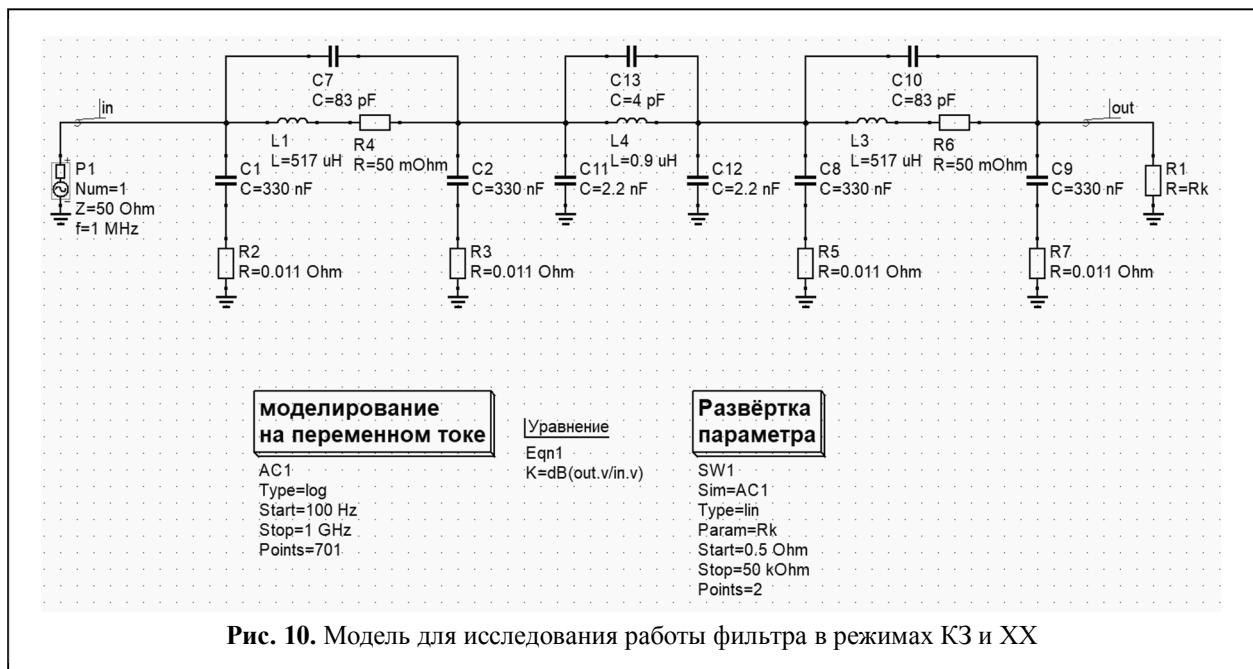 C7
C=83 pF
C13
C=4 pF
C10
C=83 pF
in
out
L1
L=517 uH
R4
R=50 mOhm
L4
L=0.9 uH
L3
L=517 uH
R6
R=50 mOhm
P1
Num=1
Z=50 Ohm
f=1 MHz
C1
C=330 nF
C2
C=330 nF
C11
C=2.2 nF
C12
C=2.2 nF
C8
C=330 nF
C9
C=330 nF
R1
R=Rk
R2
R=0.011 Ohm
R3
R=0.011 Ohm
R5
R=0.011 Ohm
R7
R=0.011 Ohm
моделирование
на переменном токе
AC1
Type=log
Start=100 Hz
Stop=1 GHz
Points=701
Уравнение
Eqn1
K=dB(out.v/in.v)
Развёртка
параметра
SW1
Sim=AC1
Type=lin
Param=Rk
Start=0.5 Ohm
Stop=50 kOhm
Points=2
Рис. 10. Модель для исследования работы фильтра в режимах КЗ и ХХ